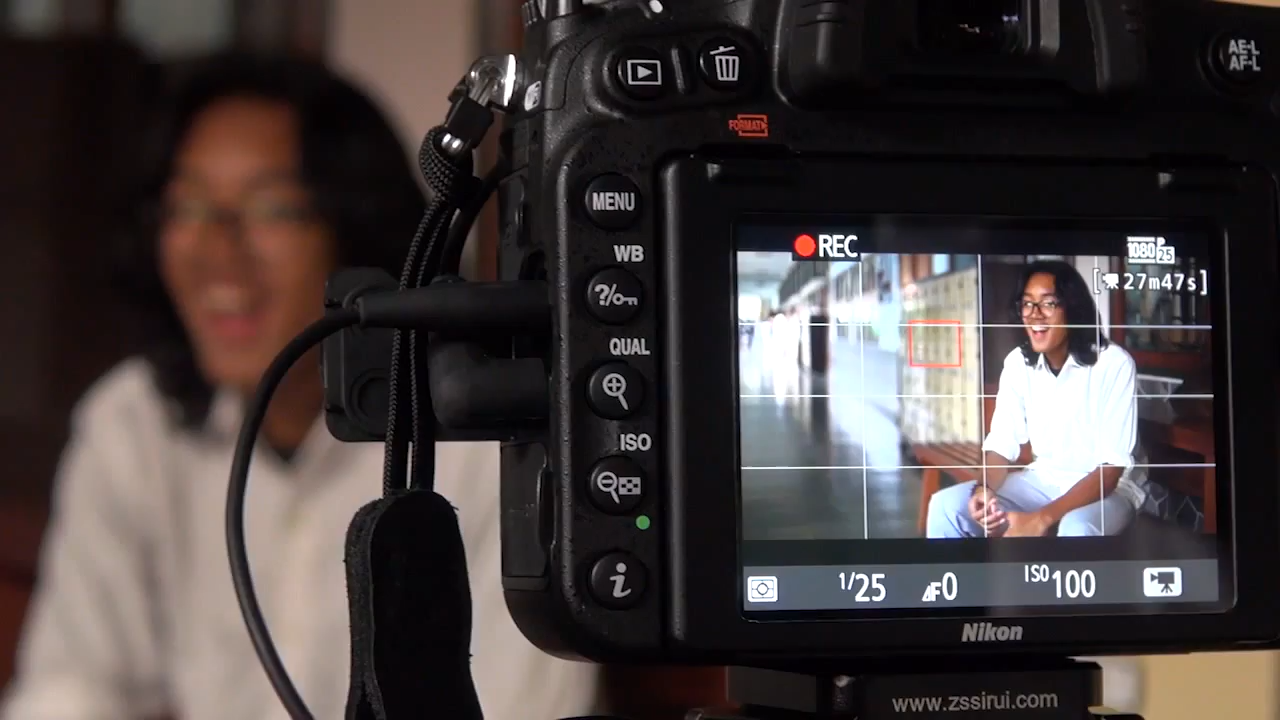 AE-L
AF-L
FORMAT
MENU
WB
?/
QUAL
ISO
i
REC
1080 P 25
[27m47s]
1/25
ΔF0
ISO 100
Nikon
www.zssirui.com